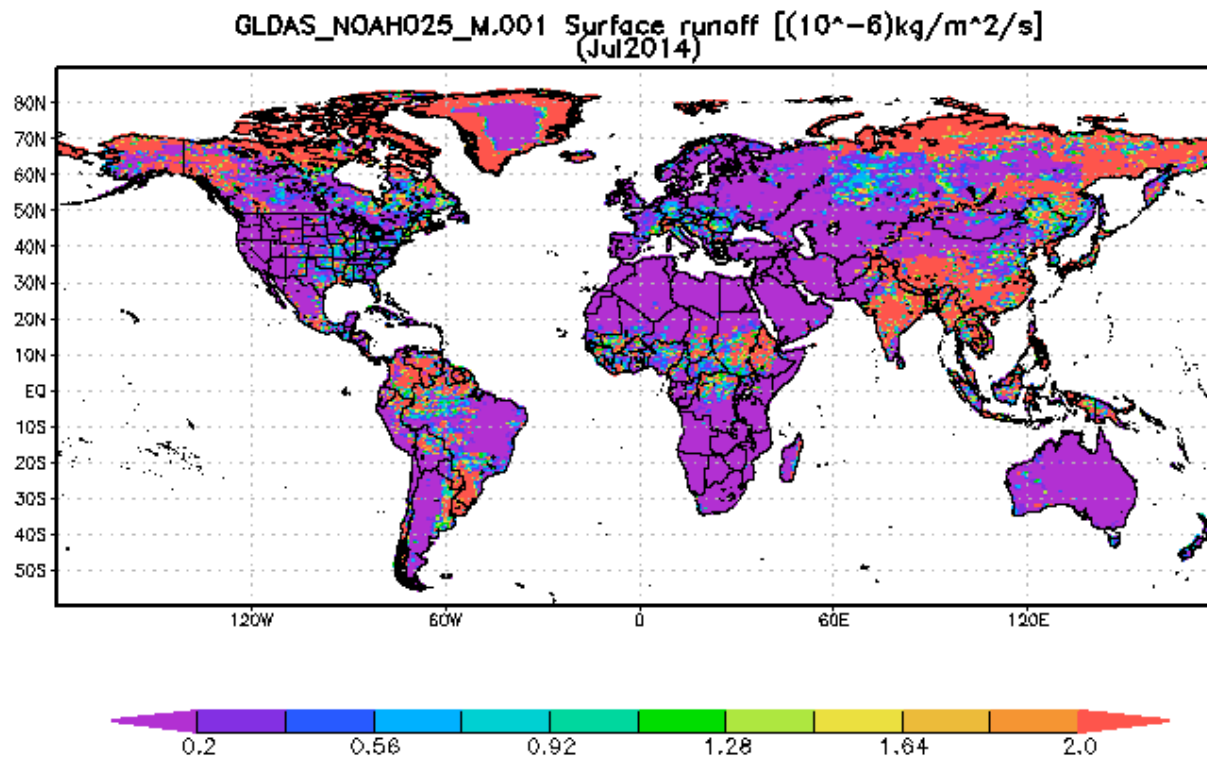 GLDAS_NOAH025_M.001 Surface runoff [(10^-6)kg/m^2/s]
(Jul2014)
80N
70N
60N
50N
40N
30N
20N
10N
EQ
10S
20S
30S
40S
50S
120W 60W 0 60E 120E
0.2 0.56 0.92 1.28 1.64 2.0